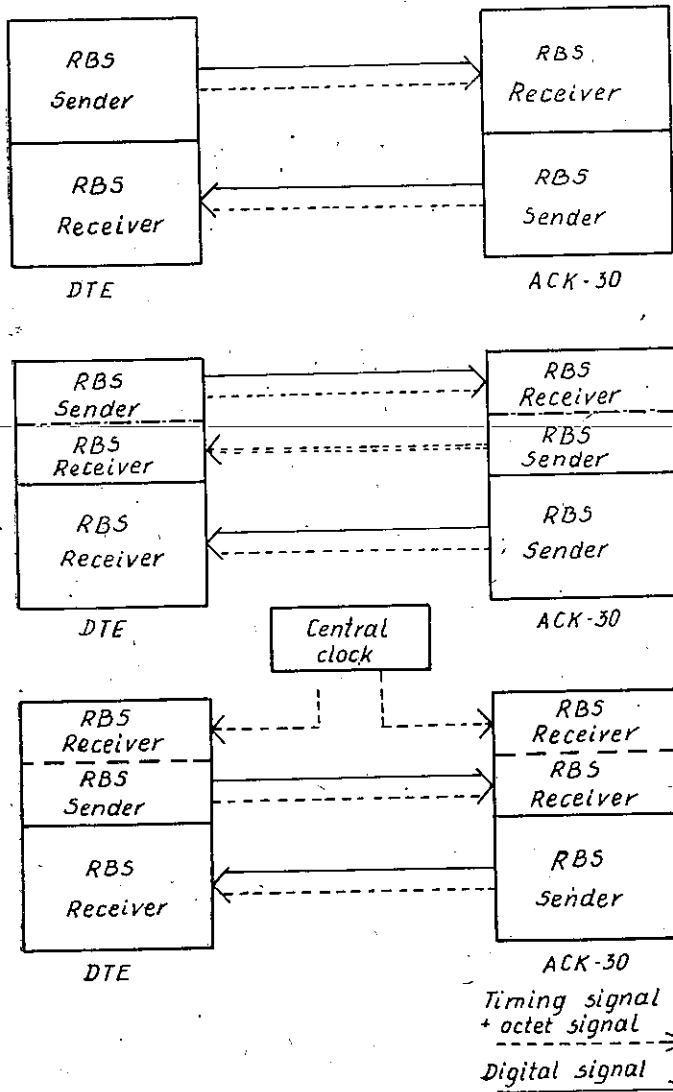 RBS
Sender
RBS
Receiver
RBS
Receiver
RBS
Sender
DTE
ACK-30
RBS
Sender
RBS
Receiver
RBS
Receiver
RBS
Receiver
RBS
Sender
RBS
Sender
DTE
ACK-30
Central
clock
RBS
Receiver
RBS
Sender
RBS
Receiver
RBS
Receiver
RBS
Receiver
RBS
Sender
DTE
ACK-30
Timing signal
+ octet signal
Digital signal